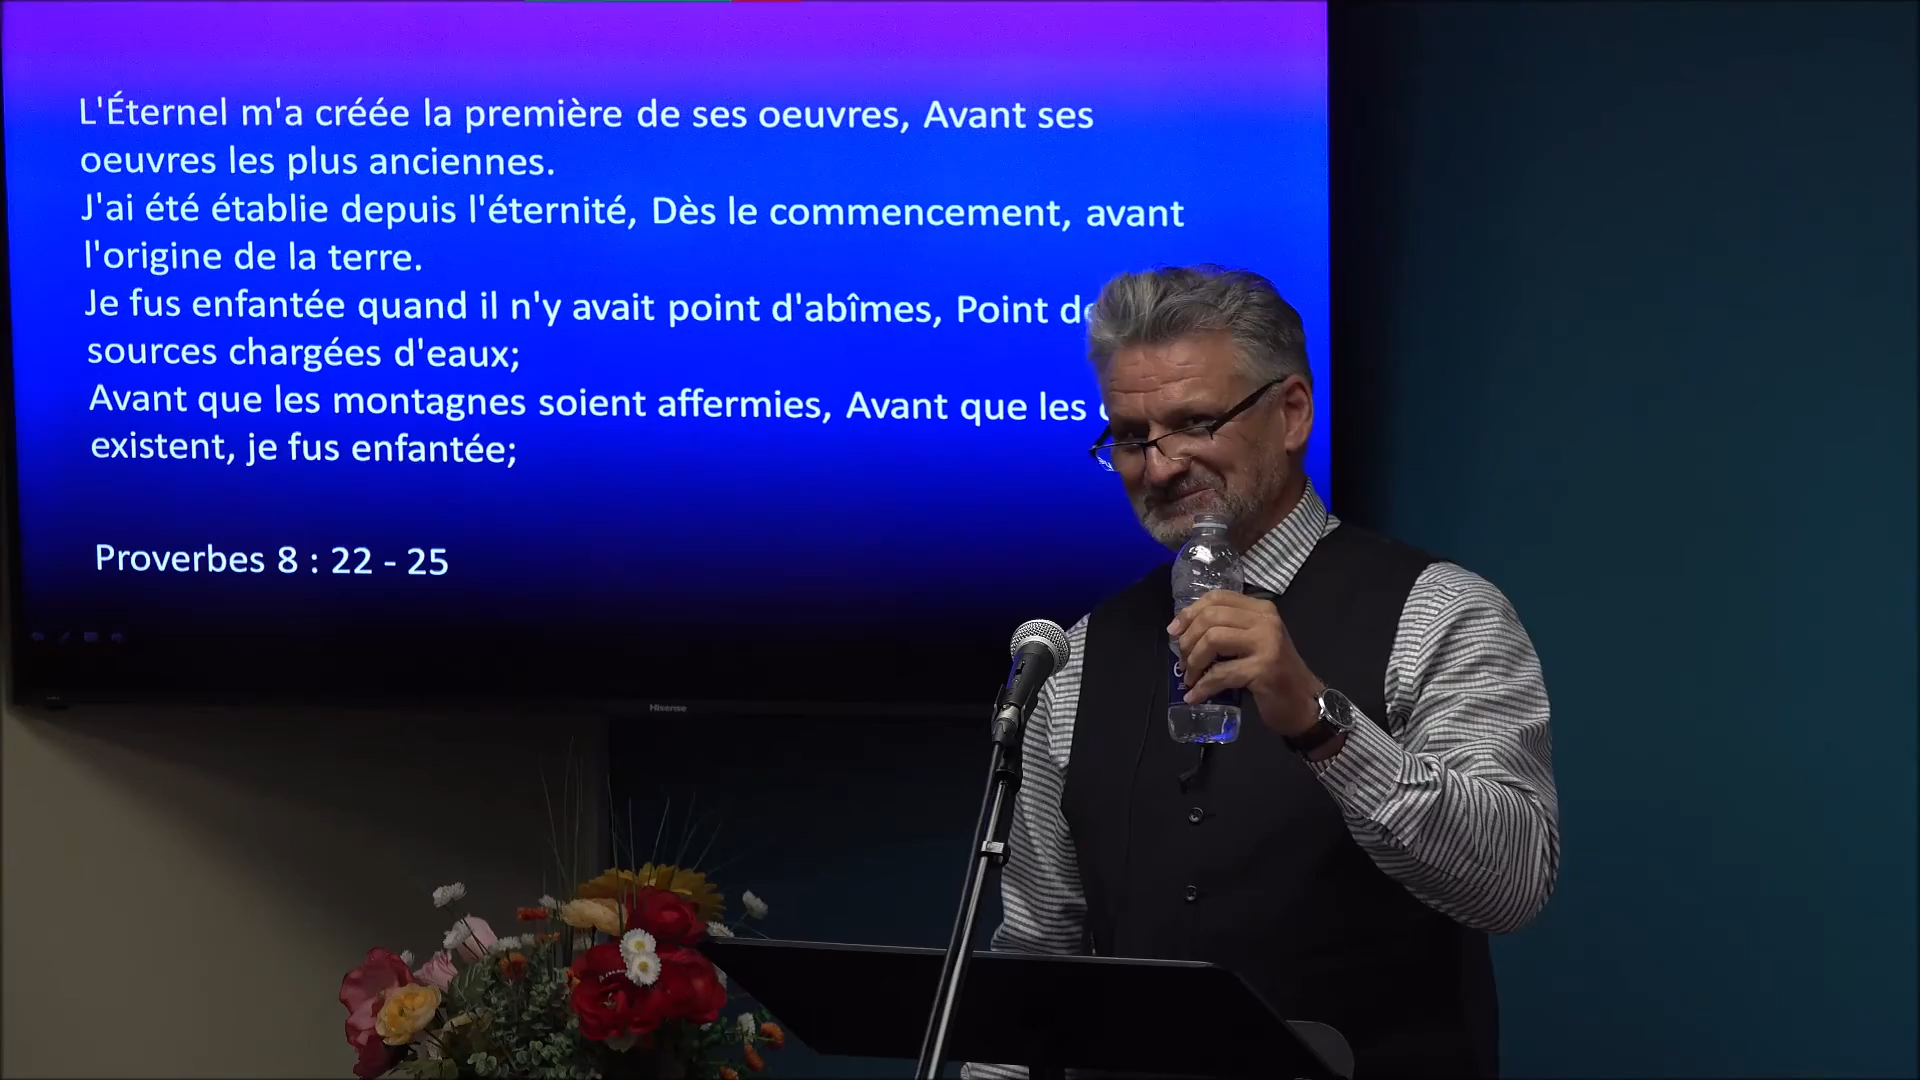 L'Éternel m'a créée la première de ses oeuvres, Avant ses
oeuvres les plus anciennes.
J'ai été établie depuis l'éternité, Dès le commencement, avant
l'origine de la terre.
Je fus enfantée quand il n'y avait point d'abîmes, Point
sources chargées d'eaux;
Avant que les montagnes soient affermies, Avant que les
existent, je fus enfantée;
Proverbes 8 : 22 - 25
Hisense